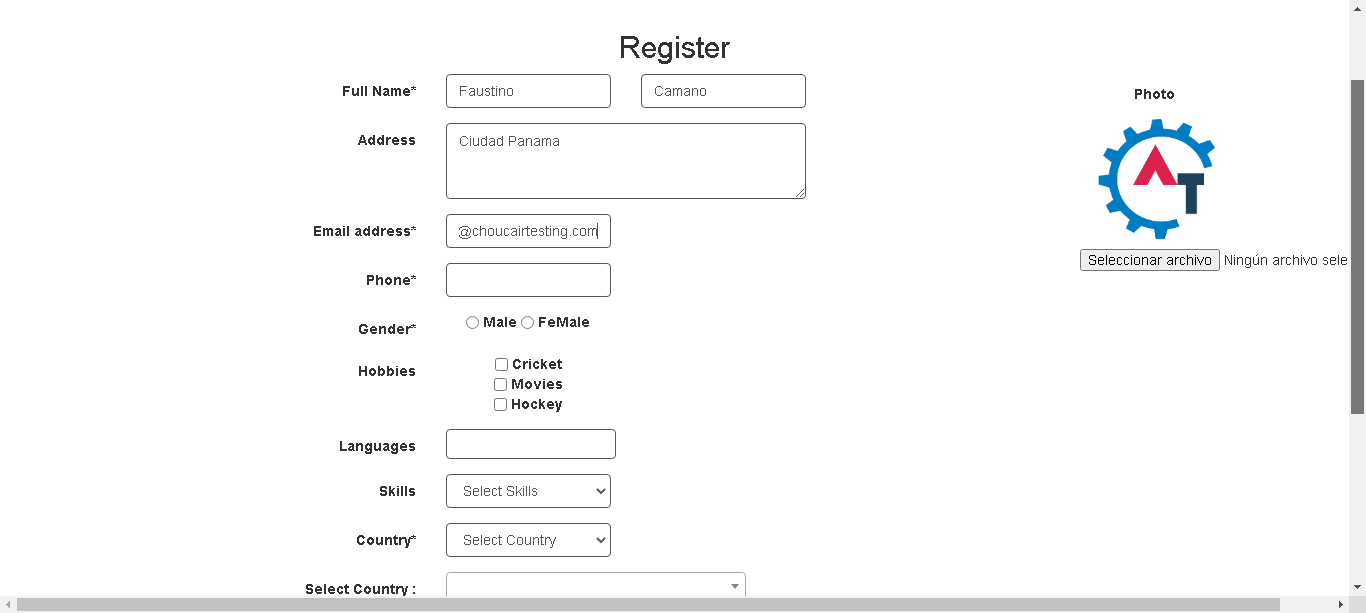 Register
Full Name* Faustino Camano
Photo
Address Ciudad Panama
AT
Email address* @choucairtesting.com
Seleccionar archivo Ningún archivo sele
Phone*
Gender* Male FeMale
Hobbies Cricket
Movies
Hockey
Languages
Skills Select Skills
Country* Select Country
Select Country :